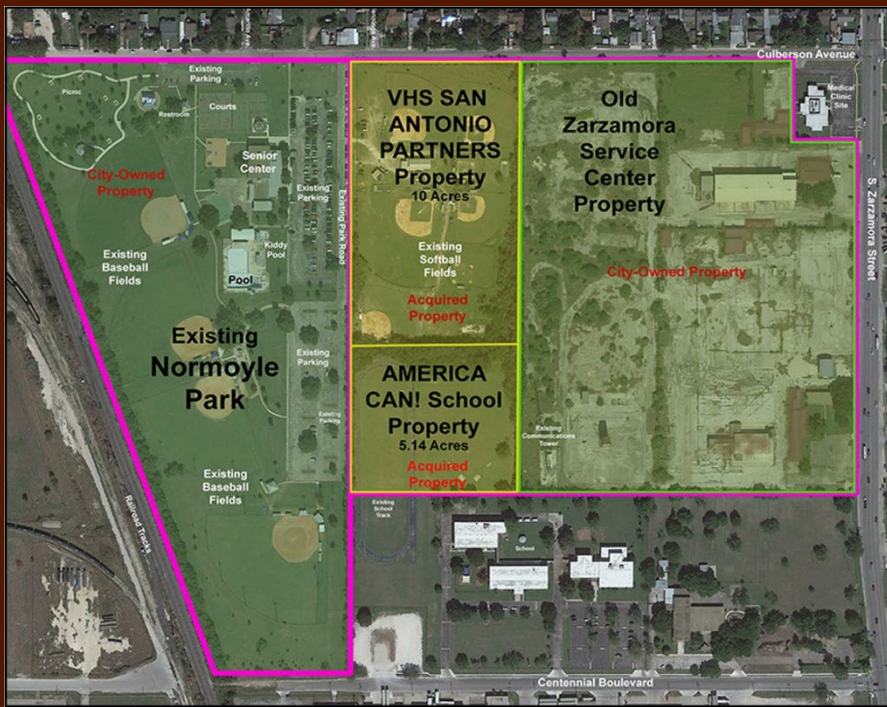 Culberson Avenue
Existing
Parking
Picnic
Play
Restroom
Courts
Senior
Center
City-Owned
Property
Existing
Parking
Existing Park Road
Kiddy
Pool
Pool
Existing
Baseball
Fields
Existing
Normoyle
Park
Existing
Parking
Existing
Parking
Existing
Baseball
Fields
Railroad Tracks
VHS SAN
ANTONIO
PARTNERS
Property
10 Acres
Existing
Softball
Fields
Acquired
Property
AMERICA
CAN! School
Property
5.14 Acres
Acquired
Property
Old
Zarzamora
Service
Center
Property
City-Owned Property
Existing
Communications
Tower
Medical
Clinic
Site
S. Zarzamora Street
Existing
School
Track
School
Centennial Boulevard